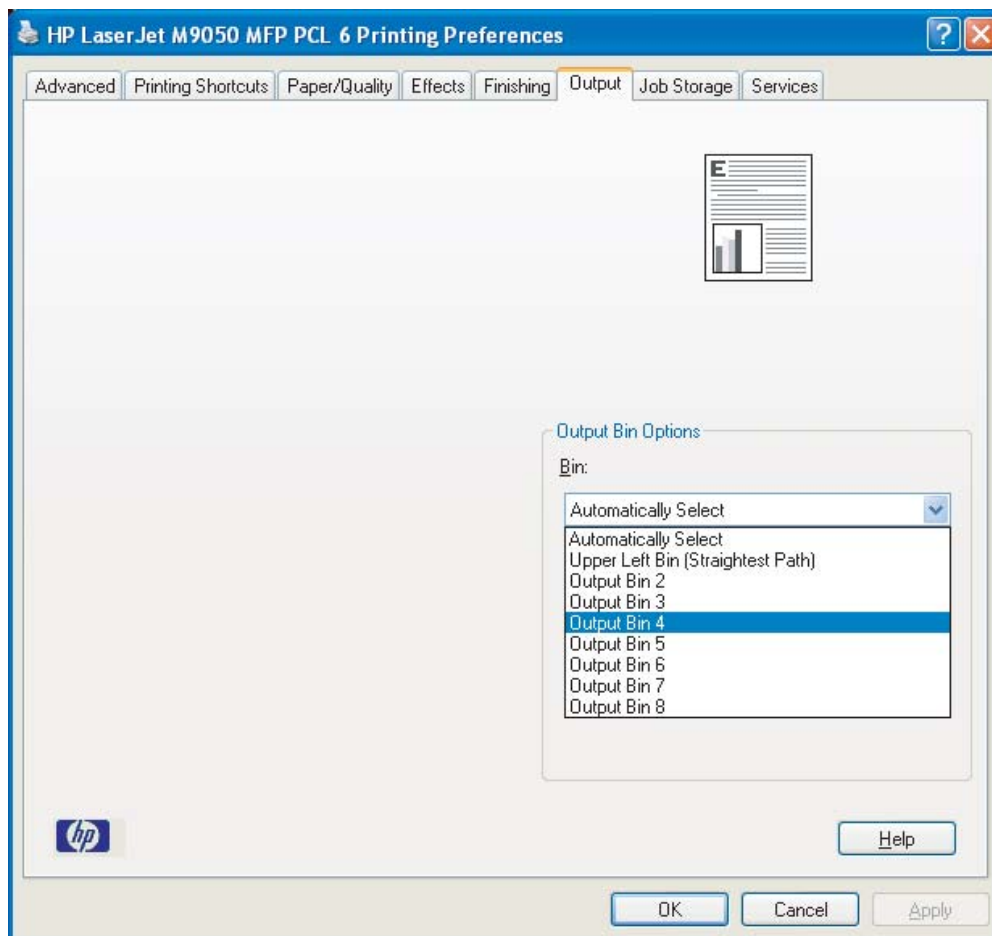 HP LaserJet M9050 MFP PCL 6 Printing Preferences
Advanced Printing Shortcuts Paper/Quality Effects Finishing Output Job Storage Services
E
Output Bin Options
Bin:
Automatically Select
Automatically Select
Upper Left Bin (Straightest Path)
Output Bin 2
Output Bin 3
Output Bin 4
Output Bin 5
Output Bin 6
Output Bin 7
Output Bin 8
hp
Help
OK Cancel Apply